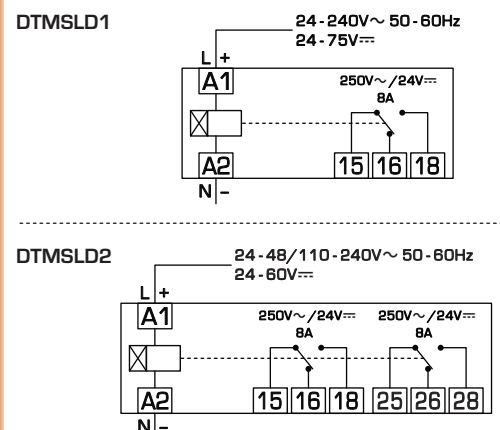 DTMSLD1
24-240V~ 50-60Hz
24-75V⎓
L +
A1
250V~/24V⎓
8A
A2
15 16 18
N -
DTMSLD2
24-48/110-240V~ 50-60Hz
24-60V⎓
L +
A1
250V~/24V⎓ 250V~/24V⎓
8A 8A
A2
15 16 18 25 26 28
N -